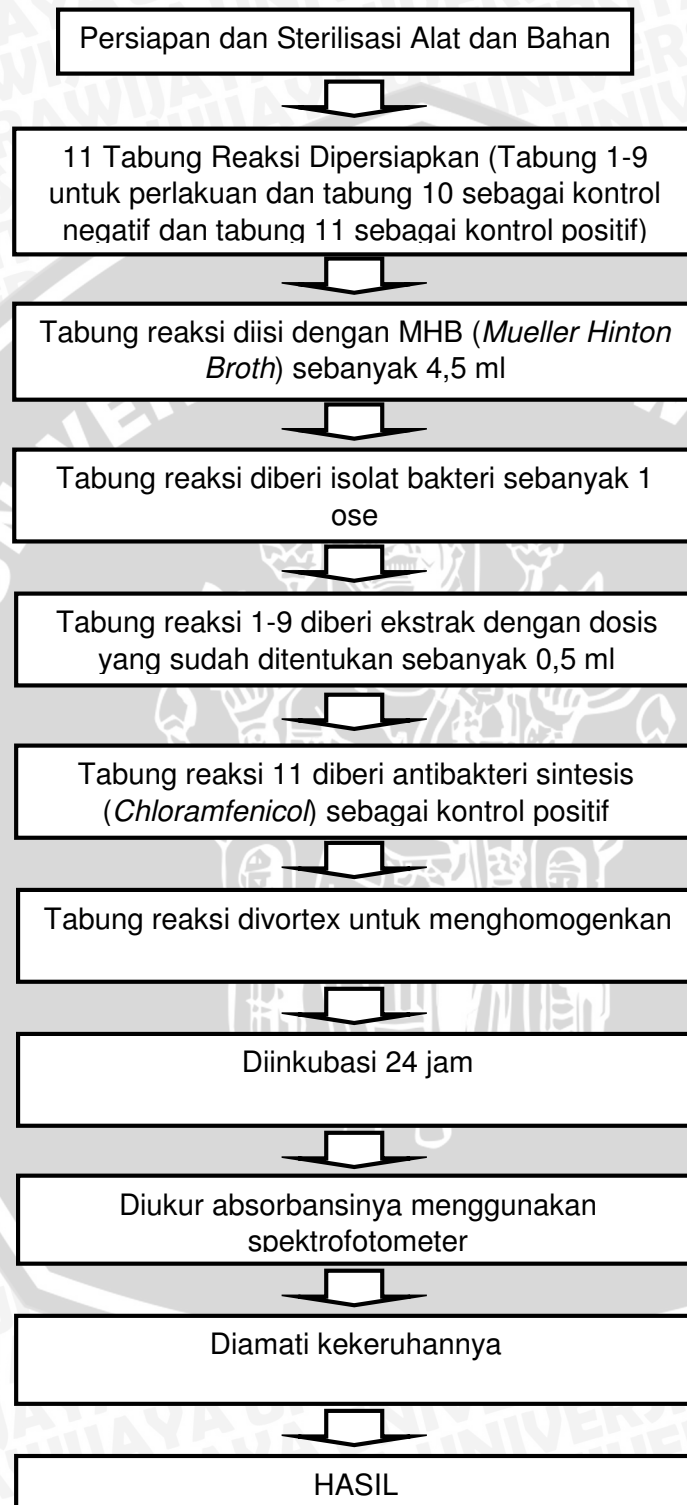 Persiapan dan Sterilisasi Alat dan Bahan
11 Tabung Reaksi Dipersiapkan (Tabung 1-9
untuk perlakuan dan tabung 10 sebagai kontrol
negatif dan tabung 11 sebagai kontrol positif)
Tabung reaksi diisi dengan MHB (Mueller Hinton
Broth) sebanyak 4,5 ml
Tabung reaksi diberi isolat bakteri sebanyak 1
ose
Tabung reaksi 1-9 diberi ekstrak dengan dosis
yang sudah ditentukan sebanyak 0,5 ml
Tabung reaksi 11 diberi antibakteri sintesis
(Chloramfenicol) sebagai kontrol positif
Tabung reaksi divortex untuk menghomogenkan
Diinkubasi 24 jam
Diukur absorbansinya menggunakan
spektrofotometer
Diamati kekeruhannya
HASIL